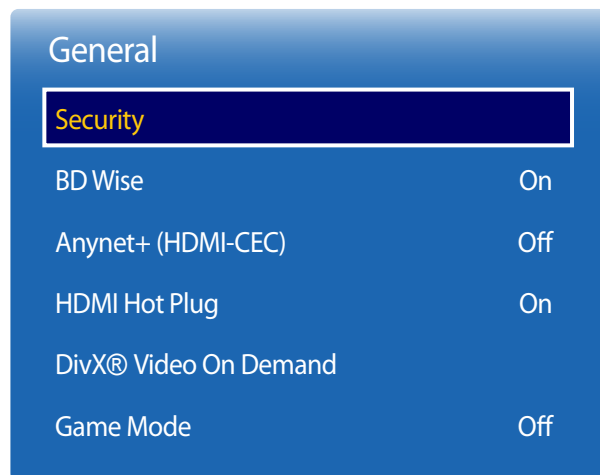 General
Security
BD Wise On
Anynet+ (HDMI-CEC) Off
HDMI Hot Plug On
DivX® Video On Demand
Game Mode Off